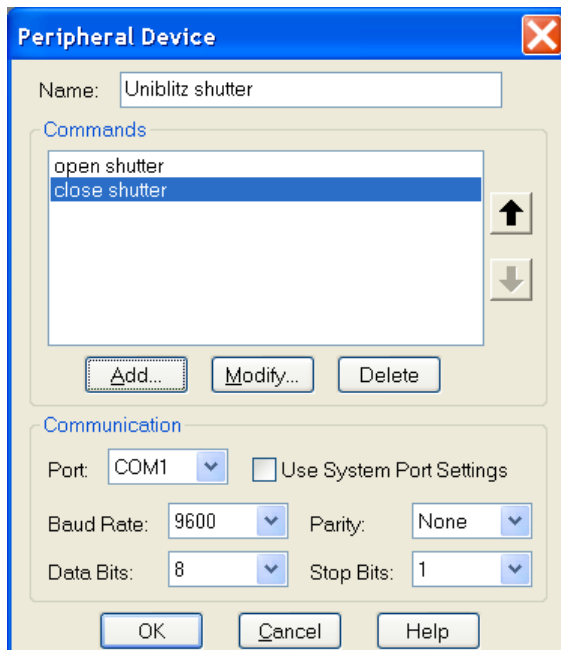 Peripheral Device
Name: Uniblitz shutter
Commands
open shutter
close shutter
Add... Modify... Delete
Communication
Port: COM1 Use System Port Settings
Baud Rate: 9600 Parity: None
Data Bits: 8 Stop Bits: 1
OK Cancel Help